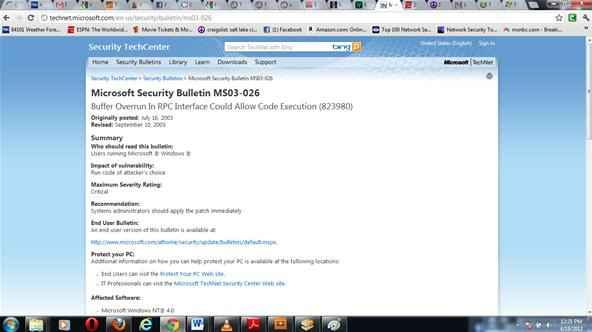 technet.microsoft.com/en-us/security/bulletin/ms03-026
84101 Weather Fore... ESPN: The Worldwide... Movie Tickets & Mo... craigslist: salt lake ci... (1) Facebook Amazon.com: Online... Top 100 Network Se... Network Security To... msnbc.com - Breaki...
United States (English) Sign in
Security TechCenter Search TechNet with Bing bing
Home Security Bulletins Library Learn Downloads Support Microsoft TechNet
Security TechCenter > Security Bulletins > Microsoft Security Bulletin MS03-026
Microsoft Security Bulletin MS03-026
Buffer Overrun In RPC Interface Could Allow Code Execution (823980)
Originally posted: July 16, 2003
Revised: September 10, 2003
Summary
Who should read this bulletin:
Users running Microsoft ® Windows ®
Impact of vulnerability:
Run code of attacker's choice
Maximum Severity Rating:
Critical
Recommendation:
Systems administrators should apply the patch immediately
End User Bulletin:
An end user version of this bulletin is available at:
http://www.microsoft.com/athome/security/update/bulletins/default.mspx.
Protect your PC:
Additional information on how you can help protect your PC is available at the following locations:
• End Users can visit the Protect Your PC Web site.
• IT Professionals can visit the Microsoft TechNet Security Center Web site.
Affected Software:
• Microsoft Windows NT® 4.0
12:21 PM
4/19/2012